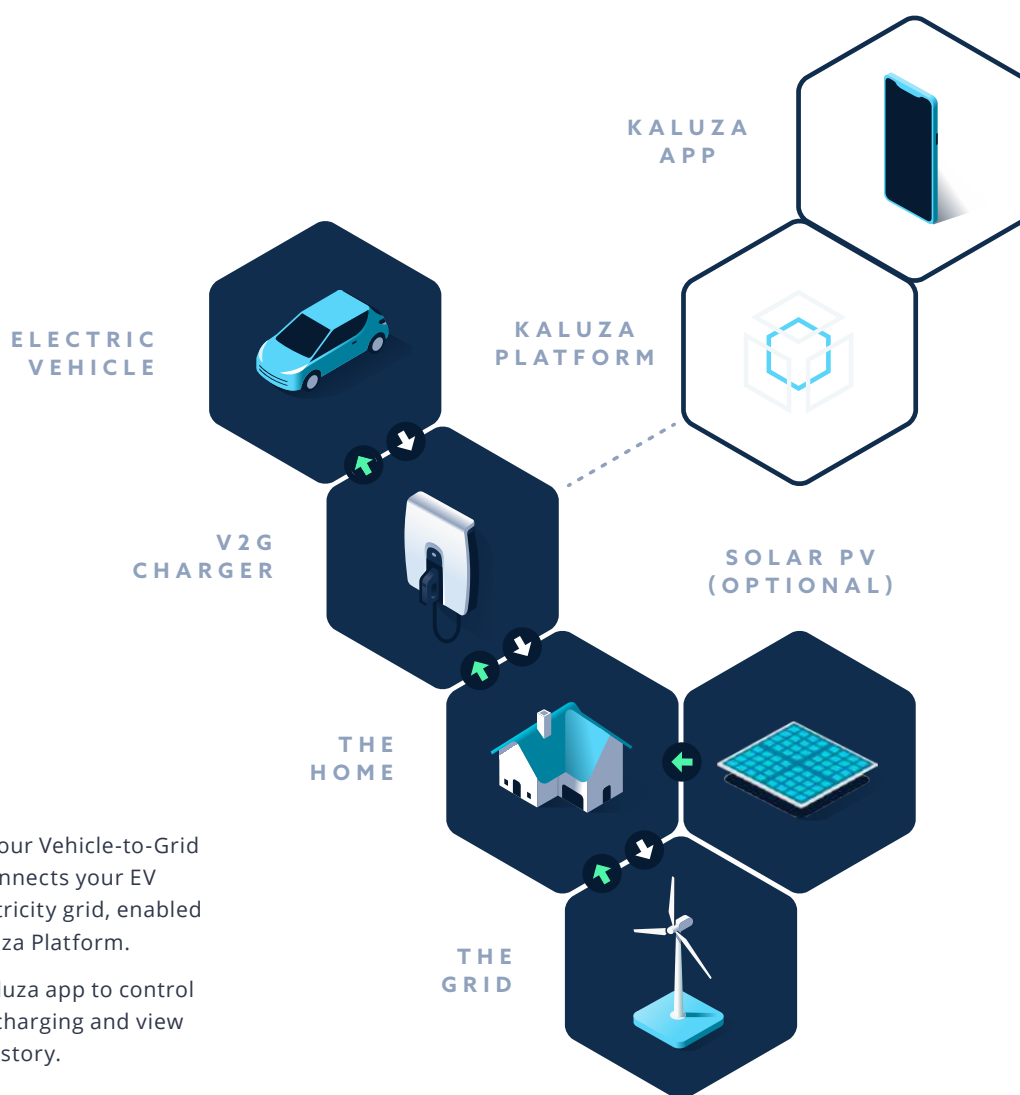 KALUZA
APP
ELECTRIC
VEHICLE
KALUZA
PLATFORM
V2G
CHARGER
SOLAR PV
(OPTIONAL)
THE
HOME
our Vehicle-to-Grid
nnects your EV
tricity grid, enabled
za Platform.
luza app to control
charging and view
story.
THE
GRID